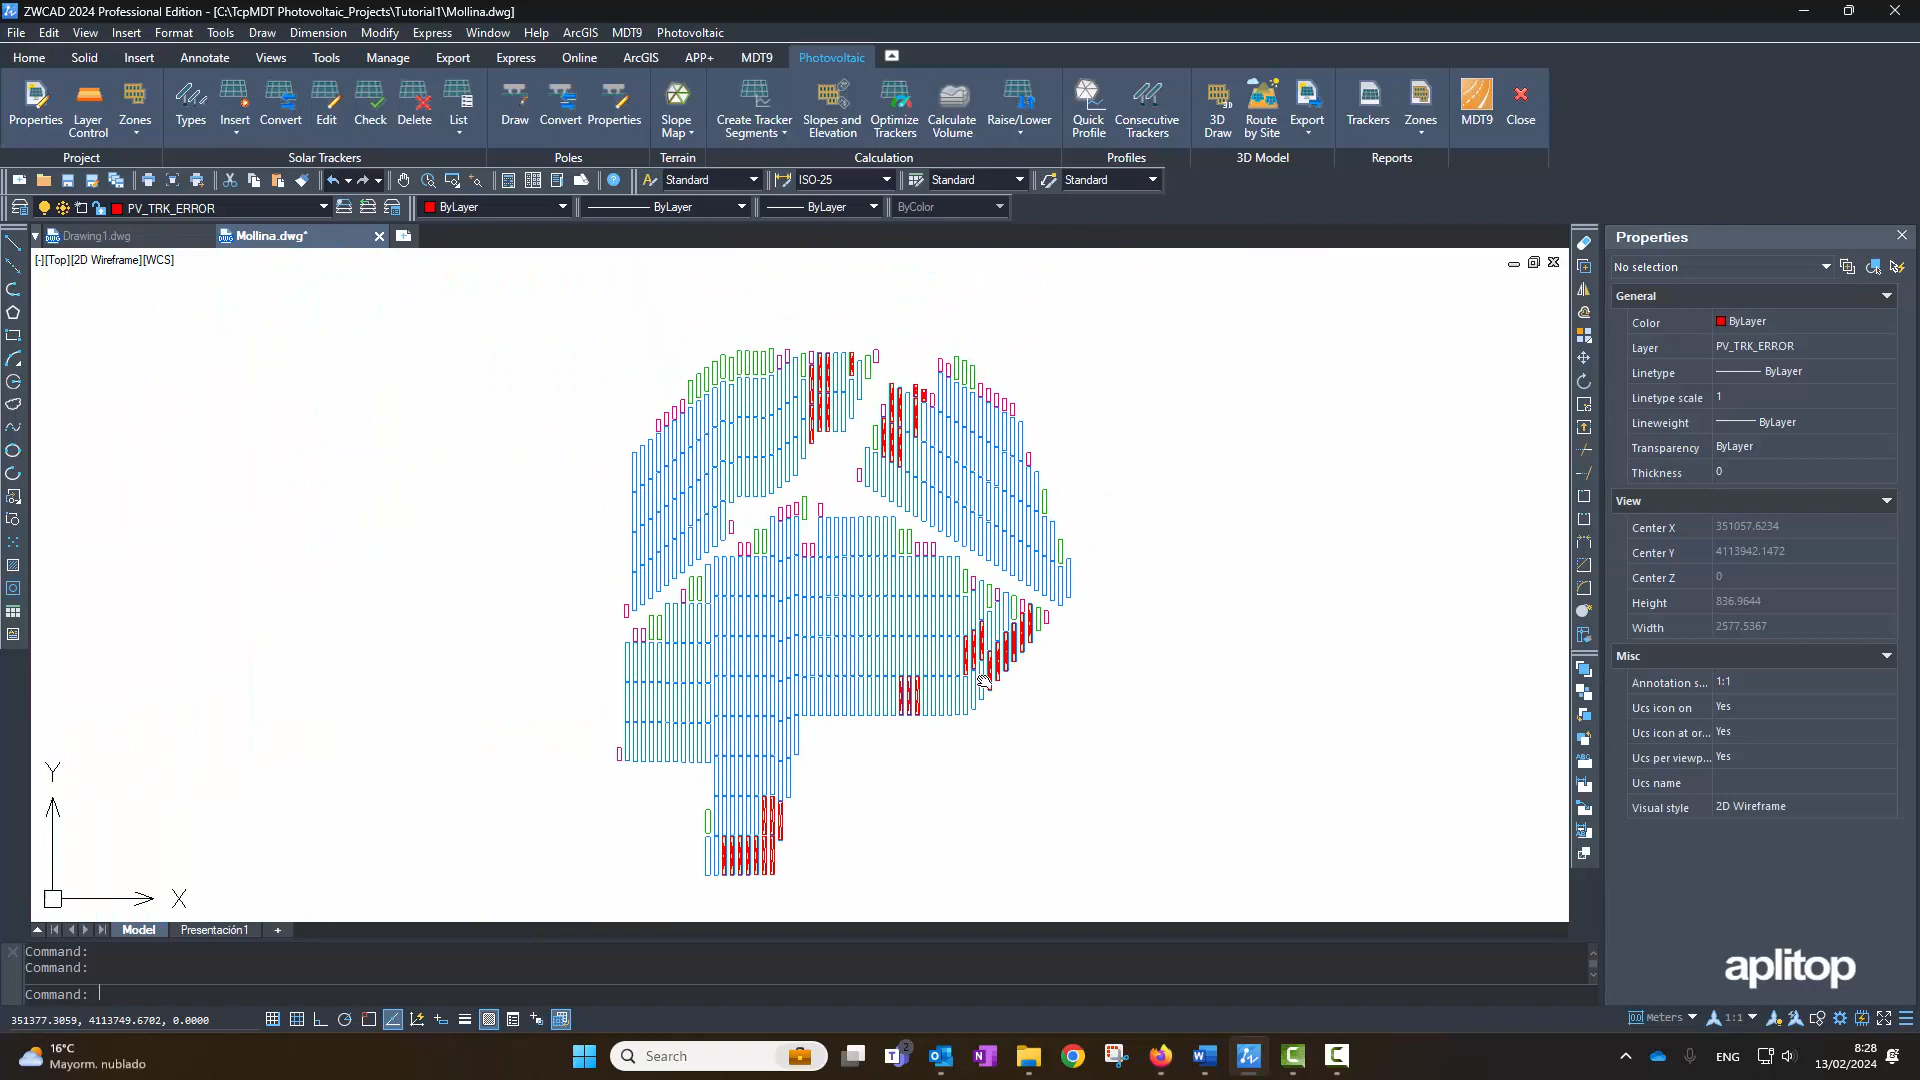 ZWCAD 2024 Professional Edition - [C:\TcpMDT Photovoltaic_Projects\Tutorial1\Mollina.dwg]
File Edit View Insert Format Tools Draw Dimension Modify Express Window Help ArcGIS MDT9 Photovoltaic
Home Solid Insert Annotate Views Tools Manage Export Express Online ArcGIS APP+ MDT9 Photovoltaic
Properties Layer Control Zones Types Insert Convert Edit Check Delete List Draw Convert Properties Slope Map Create Tracker Segments Slopes and Elevation Optimize Trackers Calculate Volume Raise/Lower Quick Profile Consecutive Trackers 3D Draw Route by Site Export Trackers Zones MDT9 Close
Project Solar Trackers Poles Terrain Calculation Profiles 3D Model Reports
Standard ISO-25 Standard Standard
PV_TRK_ERROR ByLayer ByLayer ByLayer ByColor
Drawing1.dwg Mollina.dwg*
[-][Top][2D Wireframe][WCS]
Y
X
Properties
No selection
General
Color ByLayer
Layer PV_TRK_ERROR
Linetype ByLayer
Linetype scale 1
Lineweight ByLayer
Transparency ByLayer
Thickness 0
View
Center X 351057.6234
Center Y 4113942.1472
Center Z 0
Height 836.9644
Width 2577.5367
Misc
Annotation s... 1:1
Ucs icon on Yes
Ucs icon at or... Yes
Ucs per viewp... Yes
Ucs name
Visual style 2D Wireframe
Model Presentación1 +
Command:
Command:
Command:
aplitop
351377.3059, 4113749.6702, 0.0000
Meters 1:1
16°C
Mayorm. nublado
Search
2
ENG
8:28
13/02/2024